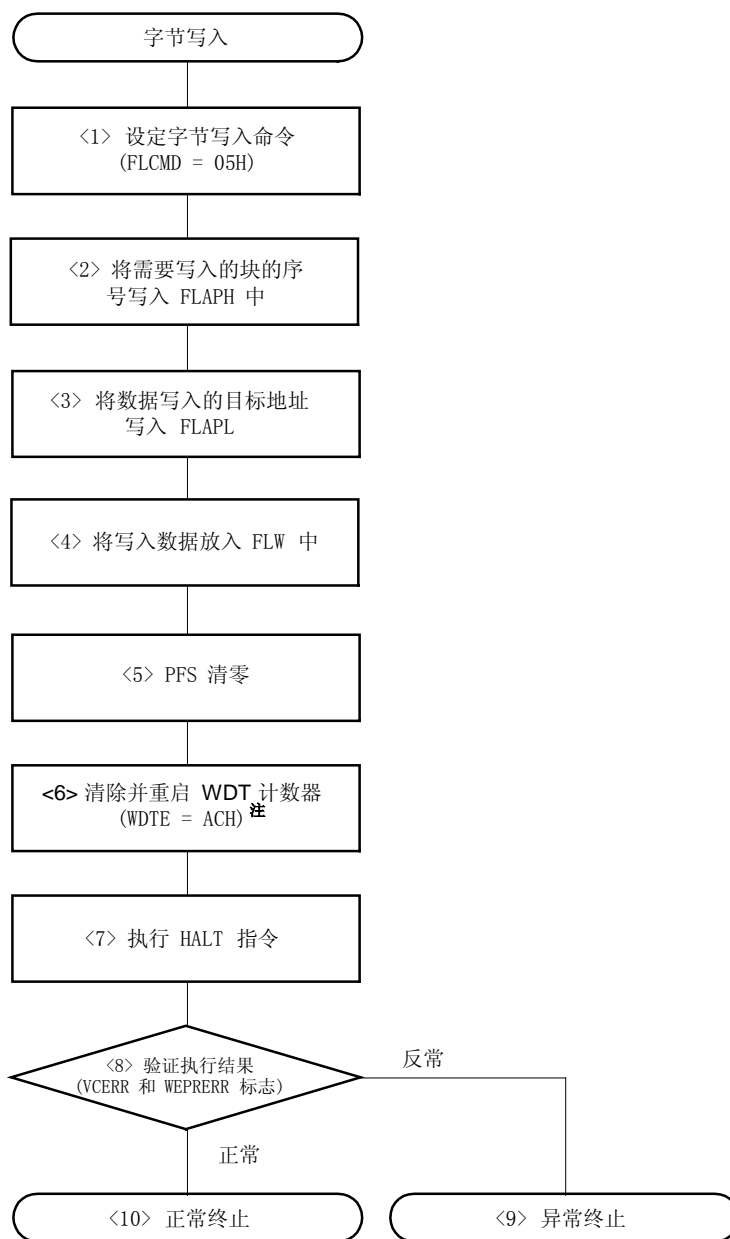 字节写入
<1> 设定字节写入命令
(FLCMD = 05H)
<2> 将需要写入的块的序
号写入 FLAPH 中
<3> 将数据写入的目标地址
写入 FLAPL
<4> 将写入数据放入 FLW 中
<5> PFS 清零
<6> 清除并重启 WDT 计数器
(WDTE = ACH)注
<7> 执行 HALT 指令
<8> 验证执行结果
(VCERR 和 WEPRERR 标志)
反常
正常
<10> 正常终止
<9> 异常终止